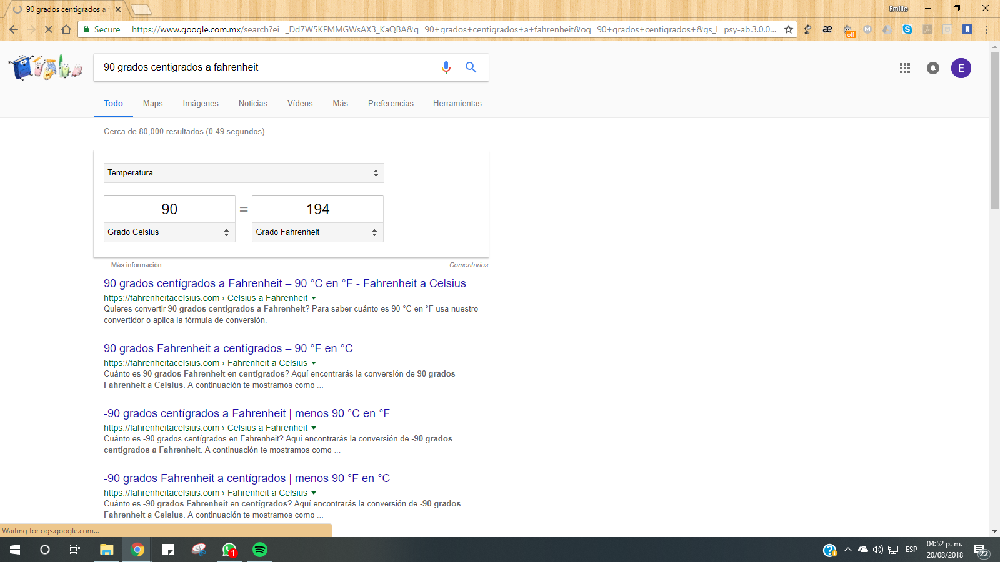 90 grados centigrados a
Emilio
Secure
https://www.google.com.mx/search?ei=_Dd7W5KFMMGWsAX3_KaQBA&q=90+grados+centigrados+a+fahrenheit&oq=90+grados+centigrados+&gs_l=psy-ab.3.0.0...
æ
off
M
90 grados centigrados a fahrenheit
E
Todo
Maps
Imágenes
Noticias
Vídeos
Más
Preferencias
Herramientas
Cerca de 80,000 resultados (0.49 segundos)
Temperatura
90 = 194
Grado Celsius
Grado Fahrenheit
Más información
Comentarios
90 grados centígrados a Fahrenheit – 90 °C en °F - Fahrenheit a Celsius
https://fahrenheitacelsius.com › Celsius a Fahrenheit
Quieres convertir 90 grados centígrados a Fahrenheit? Para saber cuánto es 90 °C en °F usa nuestro
convertidor o aplica la fórmula de conversión.
90 grados Fahrenheit a centígrados – 90 °F en °C
https://fahrenheitacelsius.com › Fahrenheit a Celsius
Cuánto es 90 grados Fahrenheit en centígrados? Aquí encontrarás la conversión de 90 grados
Fahrenheit a Celsius. A continuación te mostramos como ...
-90 grados centígrados a Fahrenheit | menos 90 °C en °F
https://fahrenheitacelsius.com › Celsius a Fahrenheit
Cuánto es -90 grados centígrados en Fahrenheit? Aquí encontrarás la conversión de -90 grados
centígrados a Fahrenheit. A continuación te mostramos como ...
-90 grados Fahrenheit a centígrados | menos 90 °F en °C
https://fahrenheitacelsius.com › Fahrenheit a Celsius
Cuánto es -90 grados Fahrenheit en centígrados? Aquí encontrarás la conversión de -90 grados
Fahrenheit a Celsius. A continuación te mostramos como ...
Waiting for ogs.google.com...
1
ESP
04:52 p. m.
20/08/2018
22